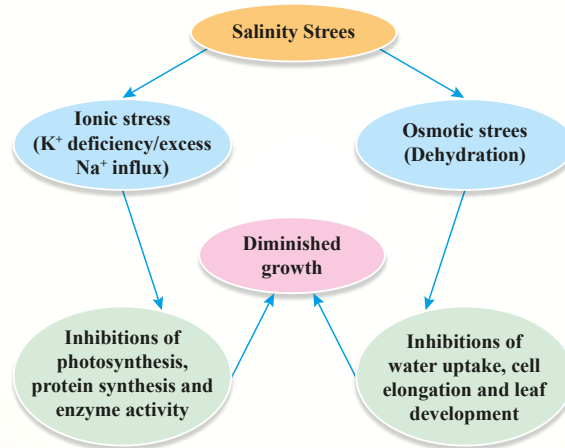 Salinity Strees
Ionic stress
(K⁺ deficiency/excess
Na⁺ influx)
Osmotic strees
(Dehydration)
Diminished
growth
Inhibitions of
photosynthesis,
protein synthesis and
enzyme activity
Inhibitions of
water uptake, cell
elongation and leaf
development